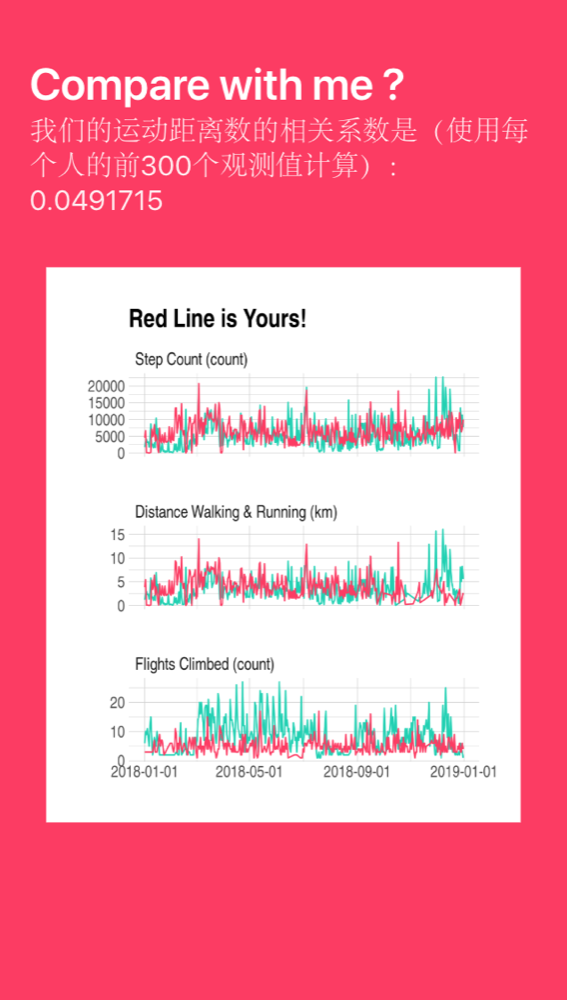 Compare with me ?
我们的运动距离数的相关系数是（使用每
个人的前300个观测值计算）:
0.0491715
Red Line is Yours!
Step Count (count)
20000
15000
10000
5000
0
Distance Walking & Running (km)
15
10
5
0
Flights Climbed (count)
20
10
0
2018-01-01 2018-05-01 2018-09-01 2019-01-01